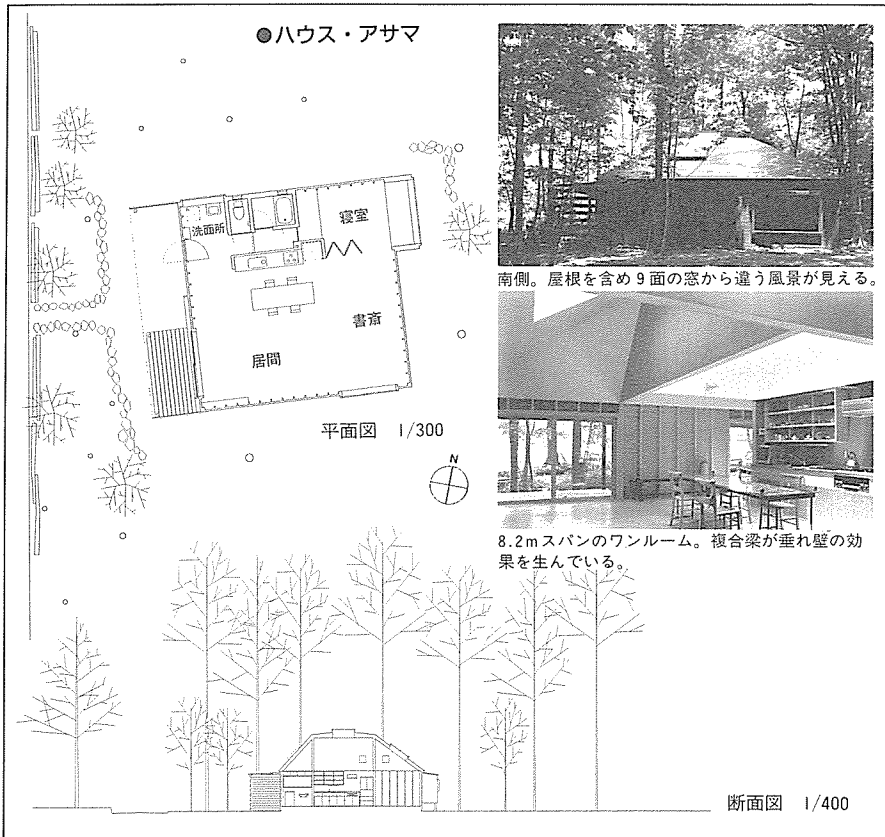 ●ハウス・アサマ
洗面所
寝室
書斎
居間
平面図 1/300
N
南側。屋根を含め9面の窓から違う風景が見える。
8.2mスパンのワンルーム。複合梁が垂れ壁の効
果を生んでいる。
断面図 1/400